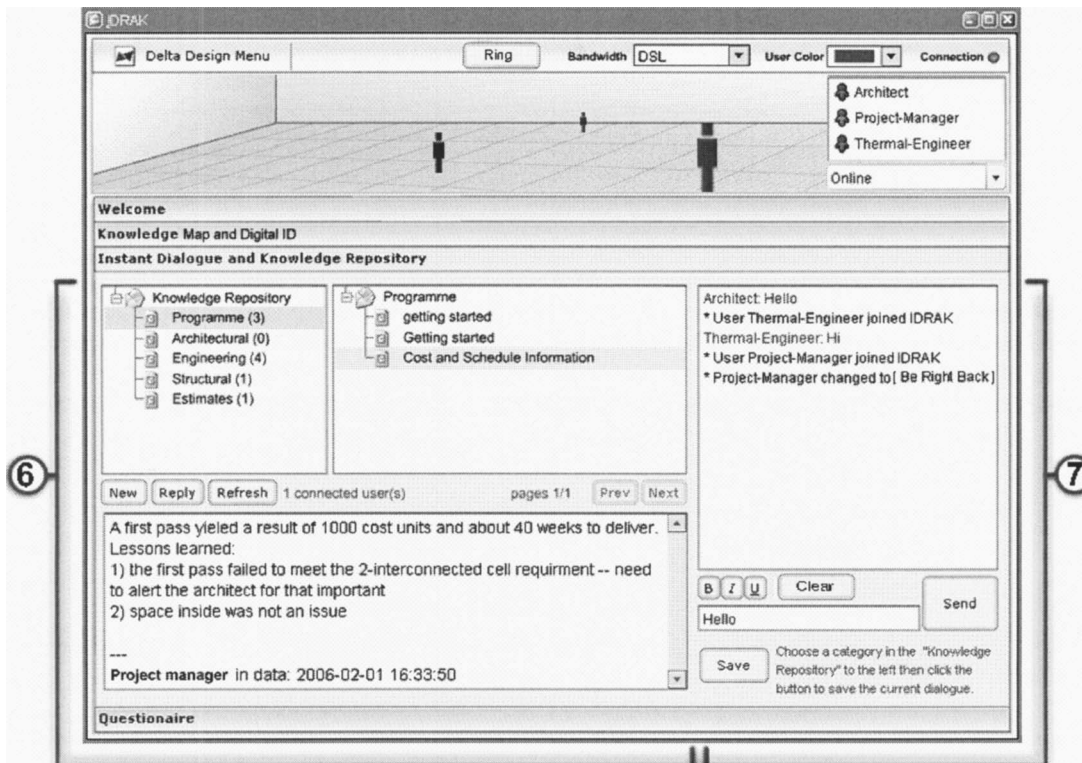 IDRAK
Delta Design Menu
Ring
Bandwidth DSL
User Color
Connection
Architect
Project-Manager
Thermal-Engineer
Online
Welcome
Knowledge Map and Digital ID
Instant Dialogue and Knowledge Repository
Knowledge Repository
Programme (3)
Architectural (0)
Engineering (4)
Structural (1)
Estimates (1)
Programme
getting started
Getting started
Cost and Schedule Information
Architect: Hello
* User Thermal-Engineer joined IDRAK
Thermal-Engineer: Hi
* User Project-Manager joined IDRAK
* Project-Manager changed to [ Be Right Back]
6
7
New Reply Refresh 1 connected user(s) pages 1/1 Prev Next
A first pass yieled a result of 1000 cost units and about 40 weeks to deliver.
Lessons learned:
1) the first pass failed to meet the 2-interconnected cell requirment -- need
to alert the architect for that important
2) space inside was not an issue
---
Project manager in data: 2006-02-01 16:33:50
B I U Clear
Hello
Send
Save
Choose a category in the "Knowledge
Repository" to the left then click the
button to save the current dialogue.
Questionaire